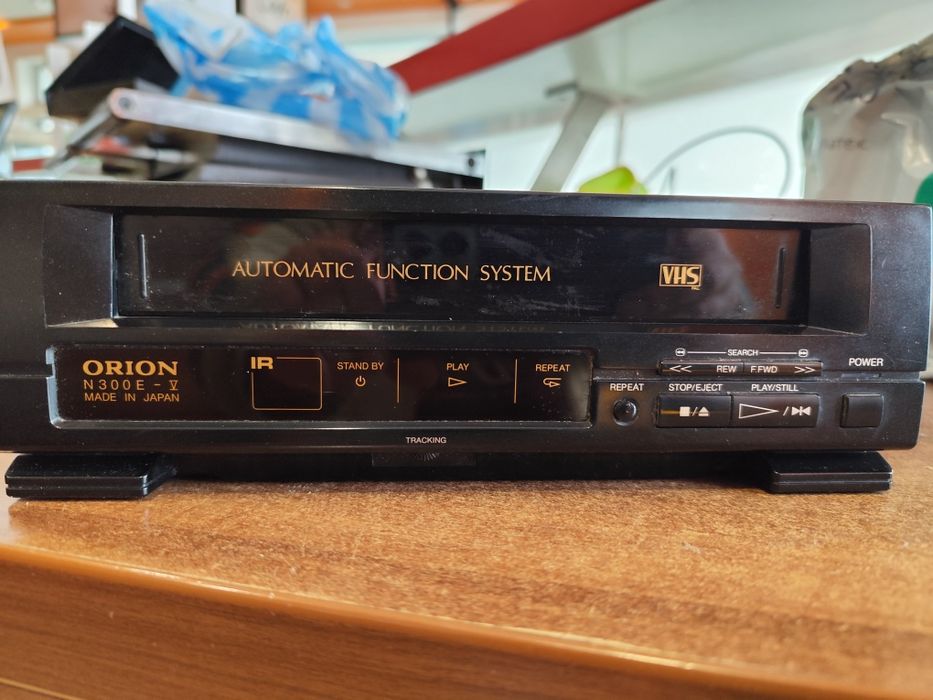 AUTOMATIC FUNCTION SYSTEM
VHS
PAL
ORION
N300E - V
MADE IN JAPAN
IR
STAND BY
PLAY
REPEAT
TRACKING
SEARCH
<< REW F.FWD >>
REPEAT
STOP/EJECT
PLAY/STILL
POWER